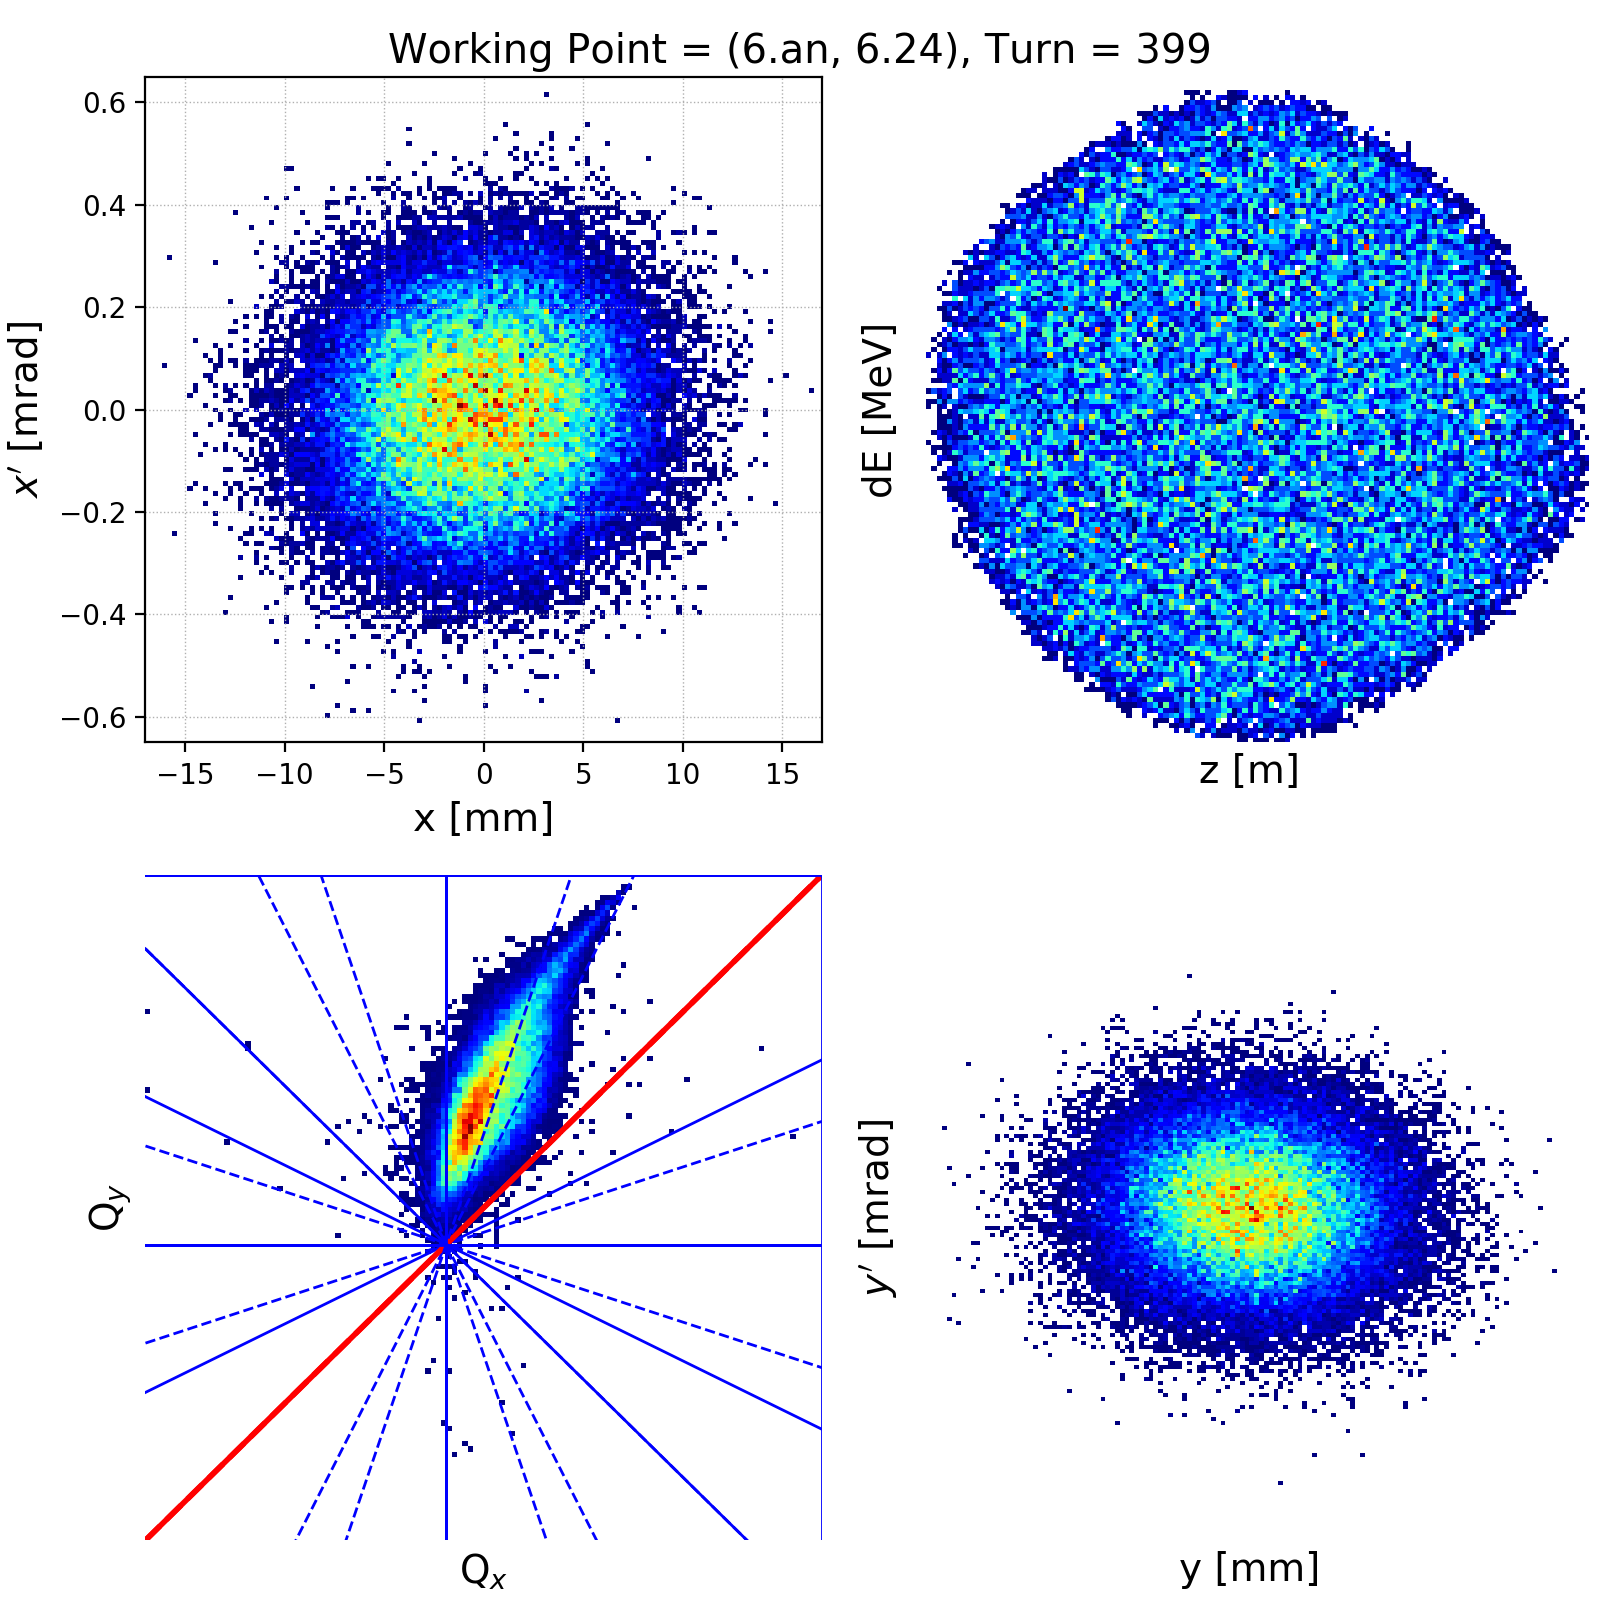 Working Point = (6.an, 6.24), Turn = 399
0.6
0.4
0.2
0.0
−0.2
−0.4
−0.6
x′ [mrad]
−15 −10 −5 0 5 10 15
x [mm]
dE [MeV]
z [m]
Qy
Qx
y′ [mrad]
y [mm]